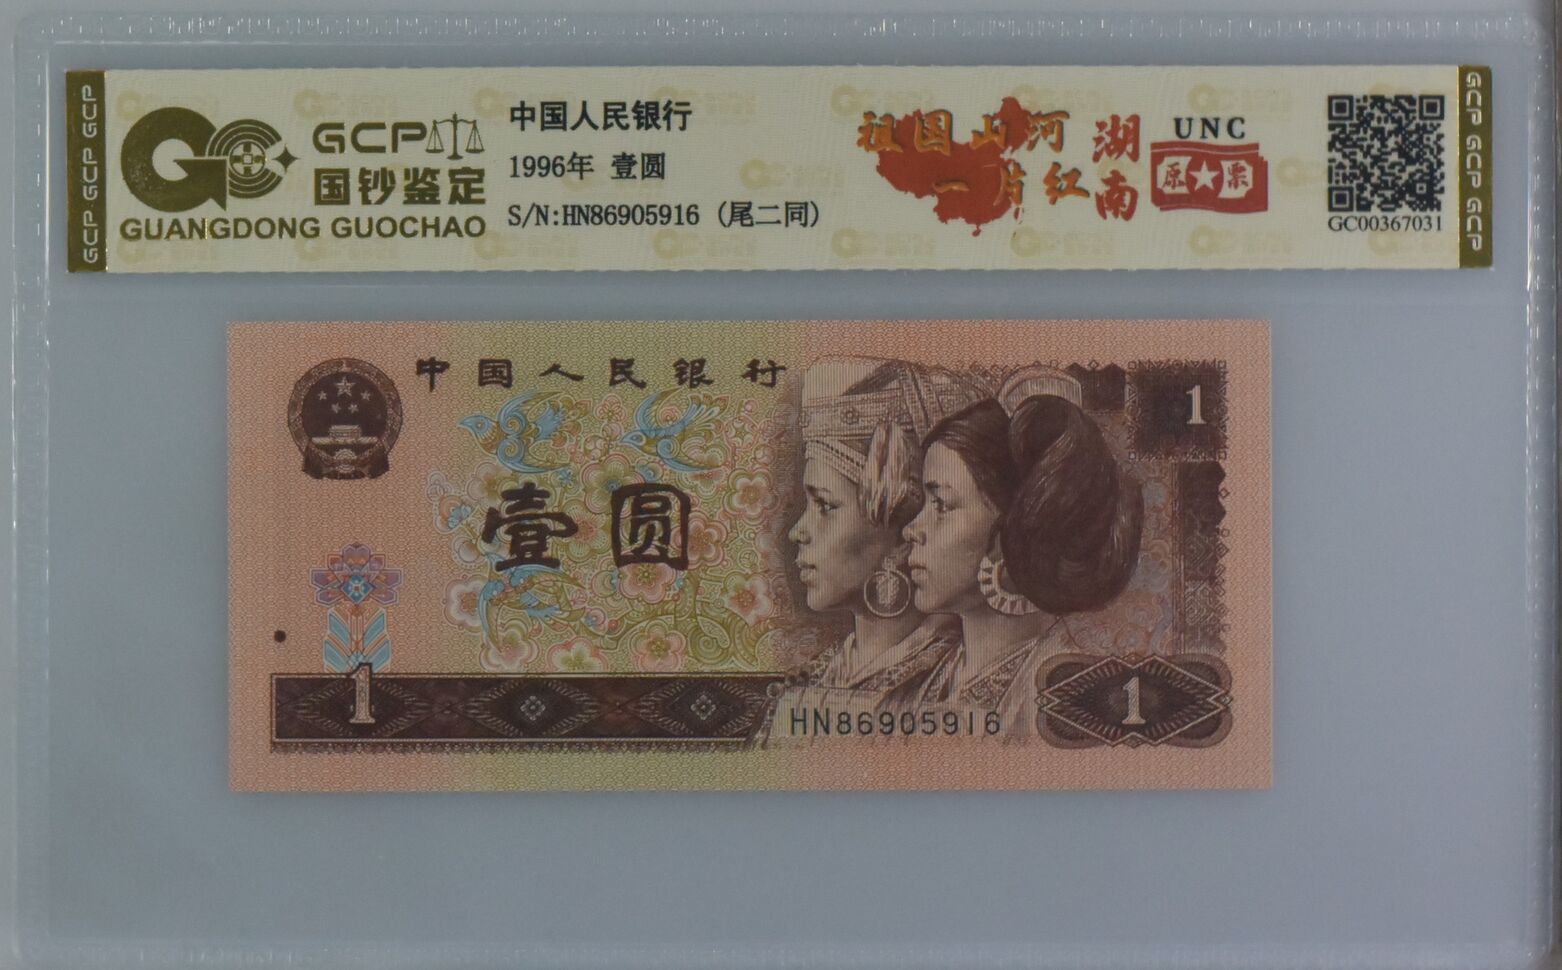 GCP GCP GCP
GCP
国钞鉴定
GUANGDONG GUOCHAO
中国人民银行
1996年 壹圆
S/N:HN86905916 (尾二同)
祖国山河
一片红
湖南
UNC
原票
GC00367031
GCP GCP GCP
中国人民银行
1
壹圆
1
HN86905916
1